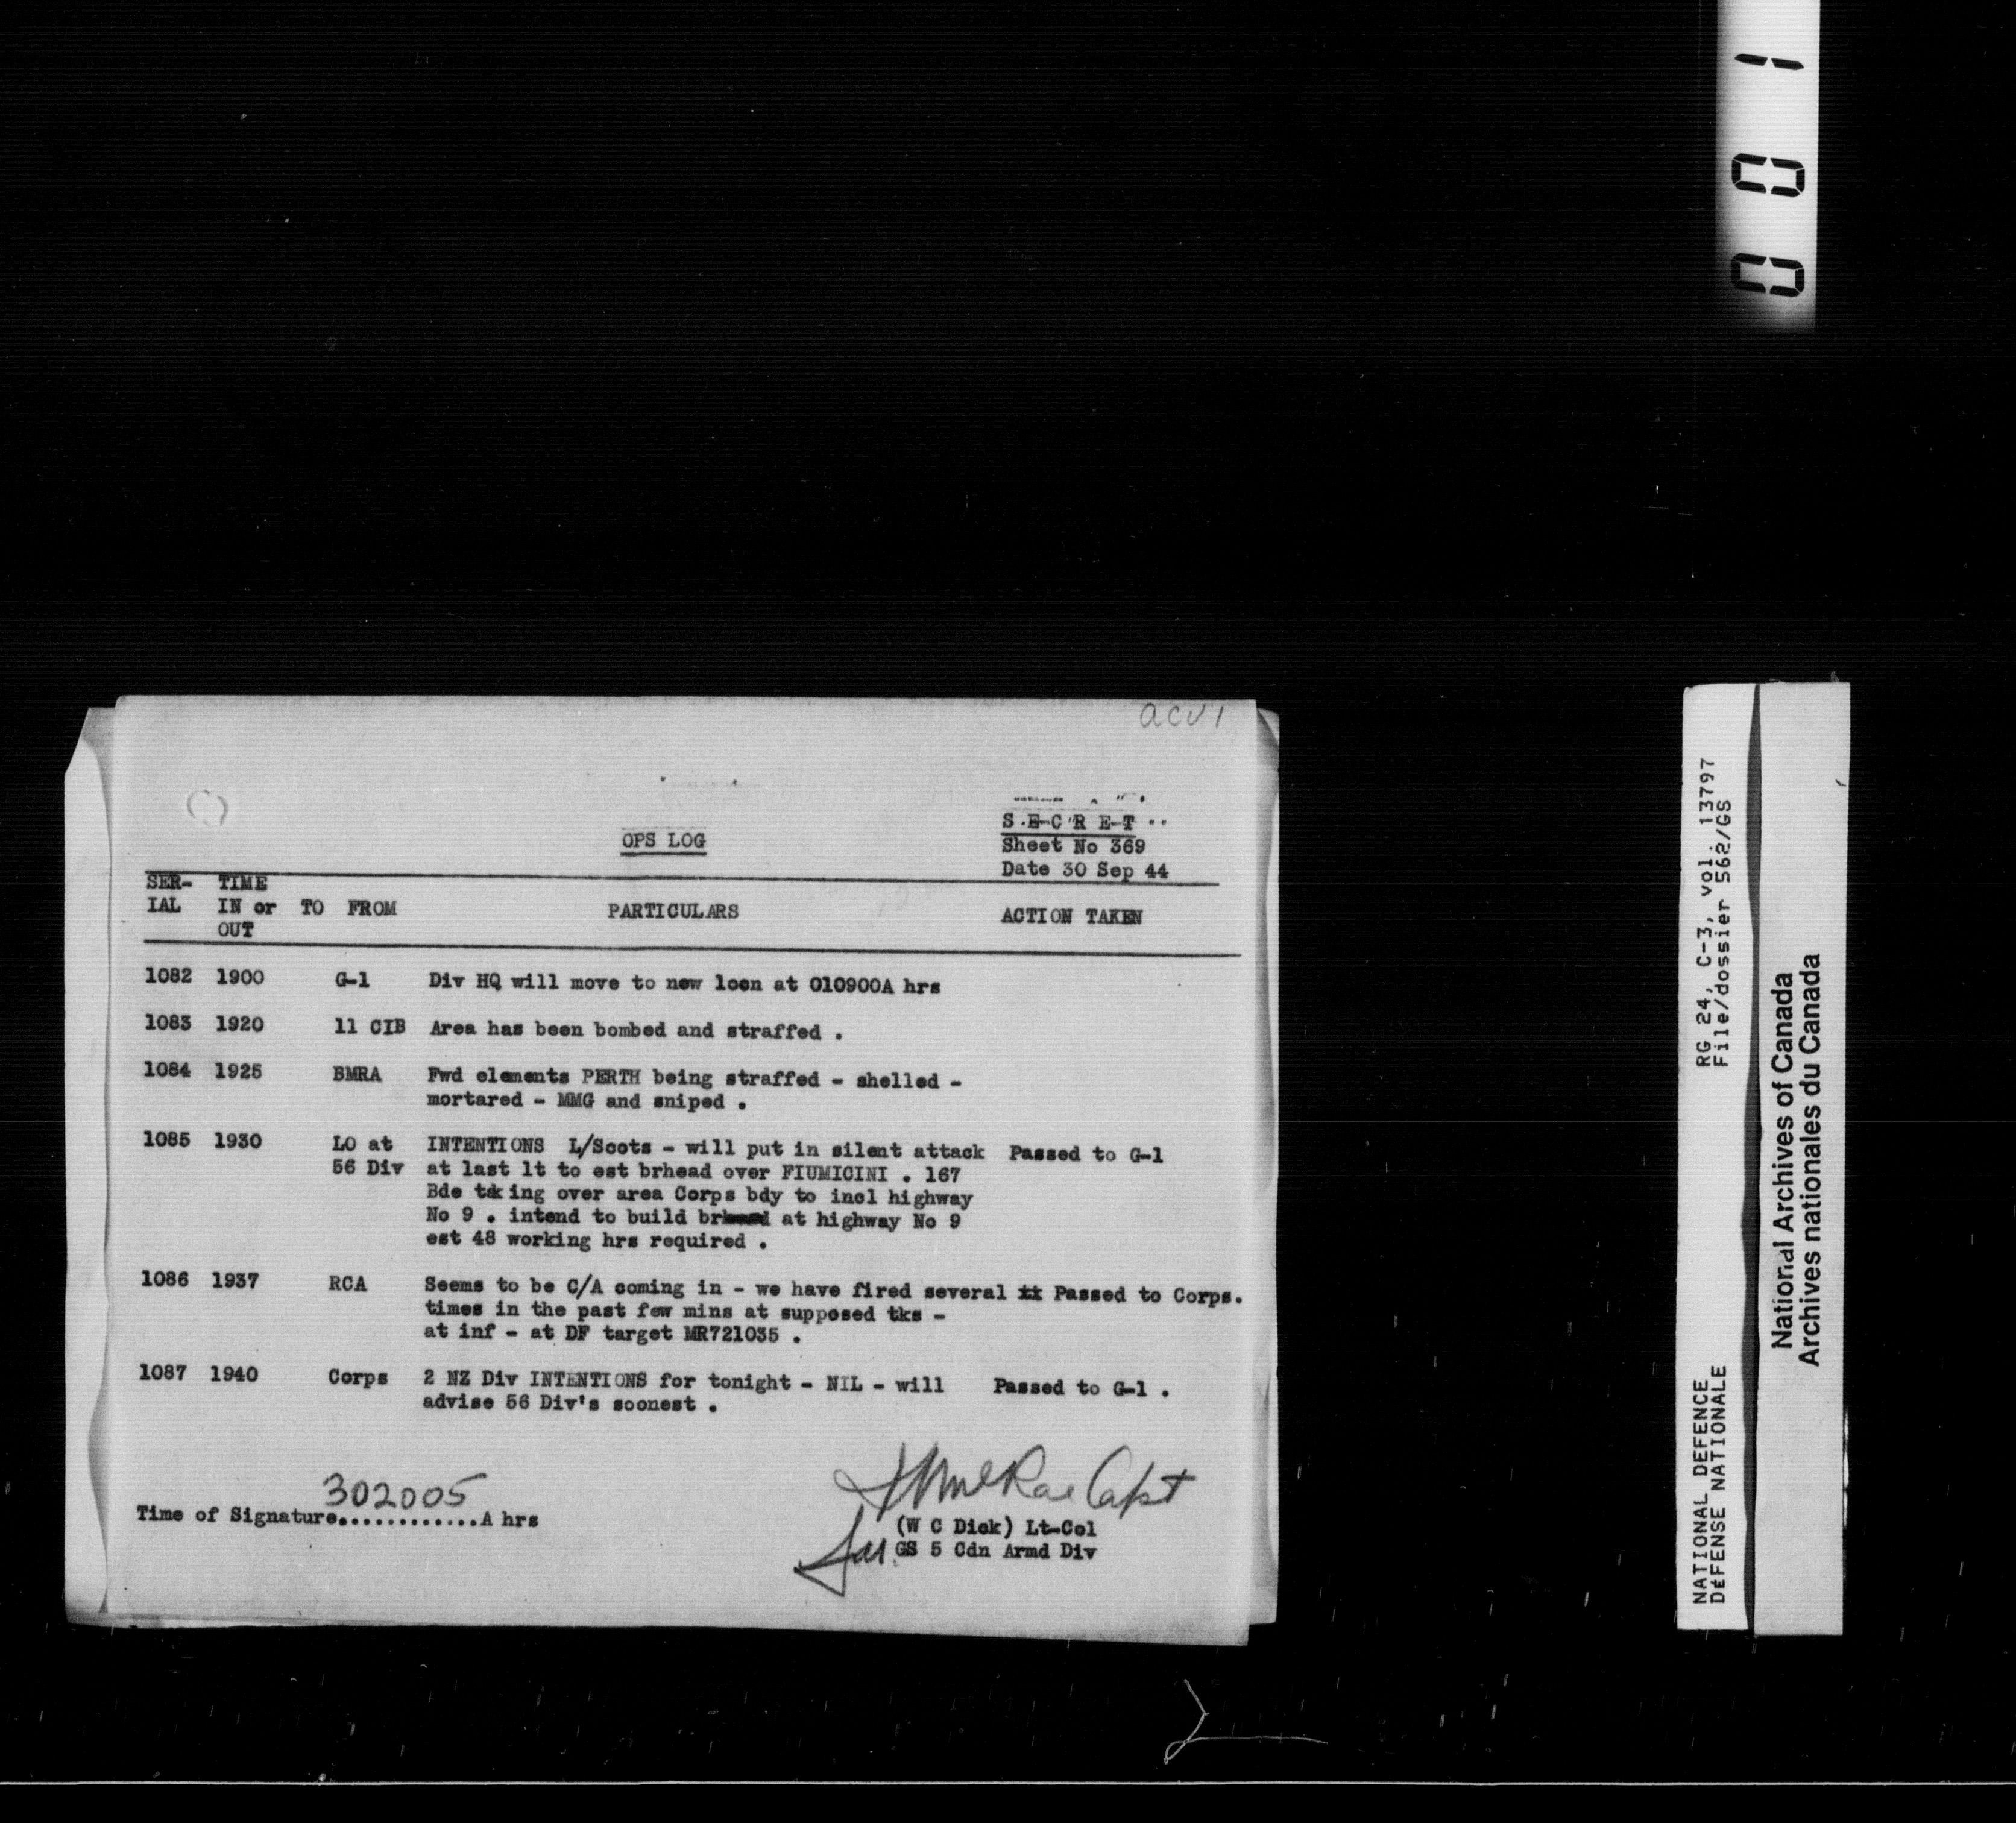 001
acv1
OPS LOG
SECRET
Sheet No 369
Date 30 Sep 44
SER- TIME
IAL IN or TO FROM PARTICULARS ACTION TAKEN
OUT
1082 1900 G-1 Div HQ will move to new locn at 010900A hrs
1083 1920 11 CIB Area has been bombed and straffed .
1084 1925 BMRA Fwd elements PERTH being straffed - shelled -
mortared - MMG and sniped .
1085 1930 LO at INTENTIONS L/Scots - will put in silent attack Passed to G-1
56 Div at last lt to est brhead over FIUMICINI . 167
Bde taking over area Corps bdy to incl highway
No 9 . intend to build br at highway No 9
est 48 working hrs required .
1086 1937 RCA Seems to be C/A coming in - we have fired several Passed to Corps.
times in the past few mins at supposed tks -
at inf - at DF target MR721035 .
1087 1940 Corps 2 NZ Div INTENTIONS for tonight - NIL - will Passed to G-1 .
advise 56 Div's soonest .
302005
Time of Signature.............A hrs
McRae Capt
(W C Dick) Lt-Col
for GS 5 Cdn Armd Div
NATIONAL DEFENCE RG 24, C-3, vol. 13797
DÉFENSE NATIONALE File/dossier 562/GS
National Archives of Canada
Archives nationales du Canada